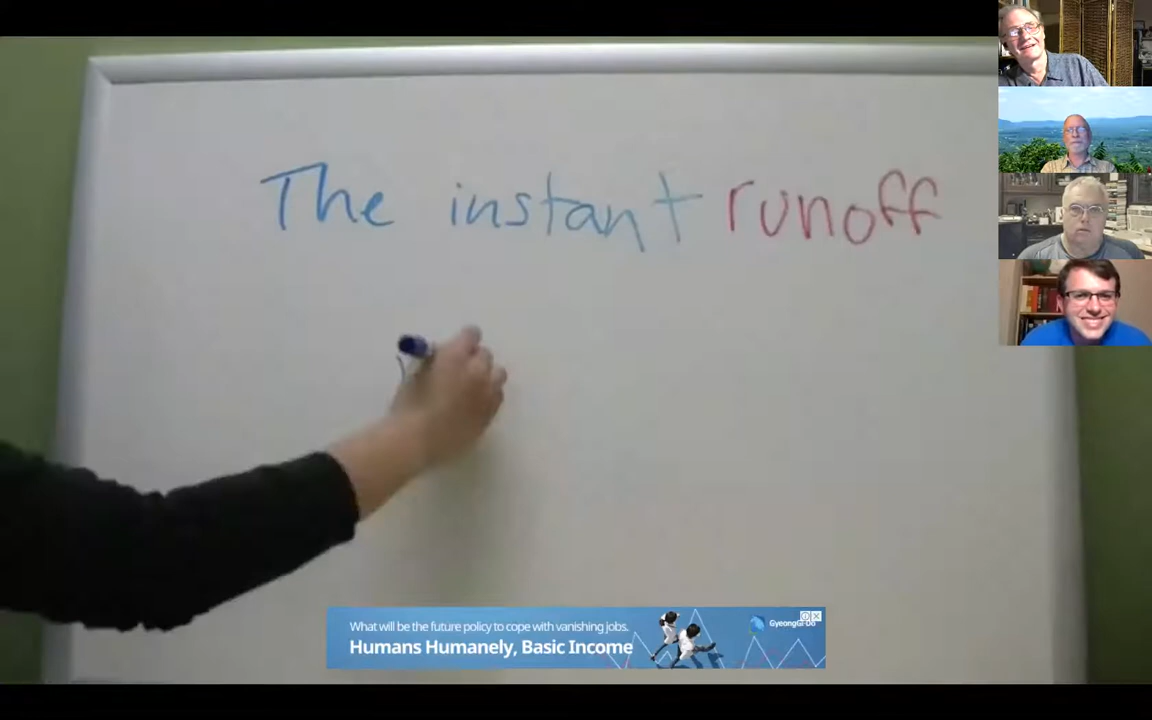 The instant runoff
What will be the future policy to cope with vanishing jobs.
Humans Humanely, Basic Income